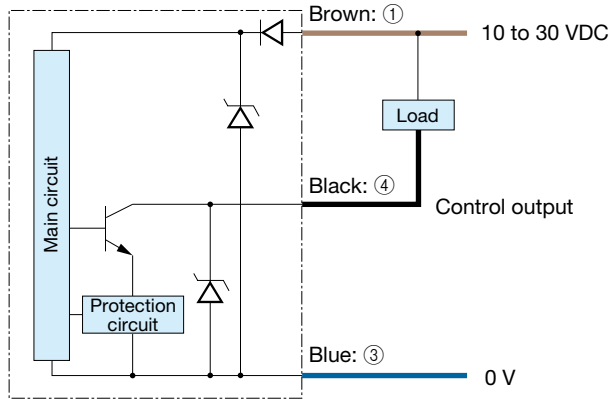 Brown: ①
10 to 30 VDC
Load
Main circuit
Black: ④
Control output
Protection
circuit
Blue: ③
0 V